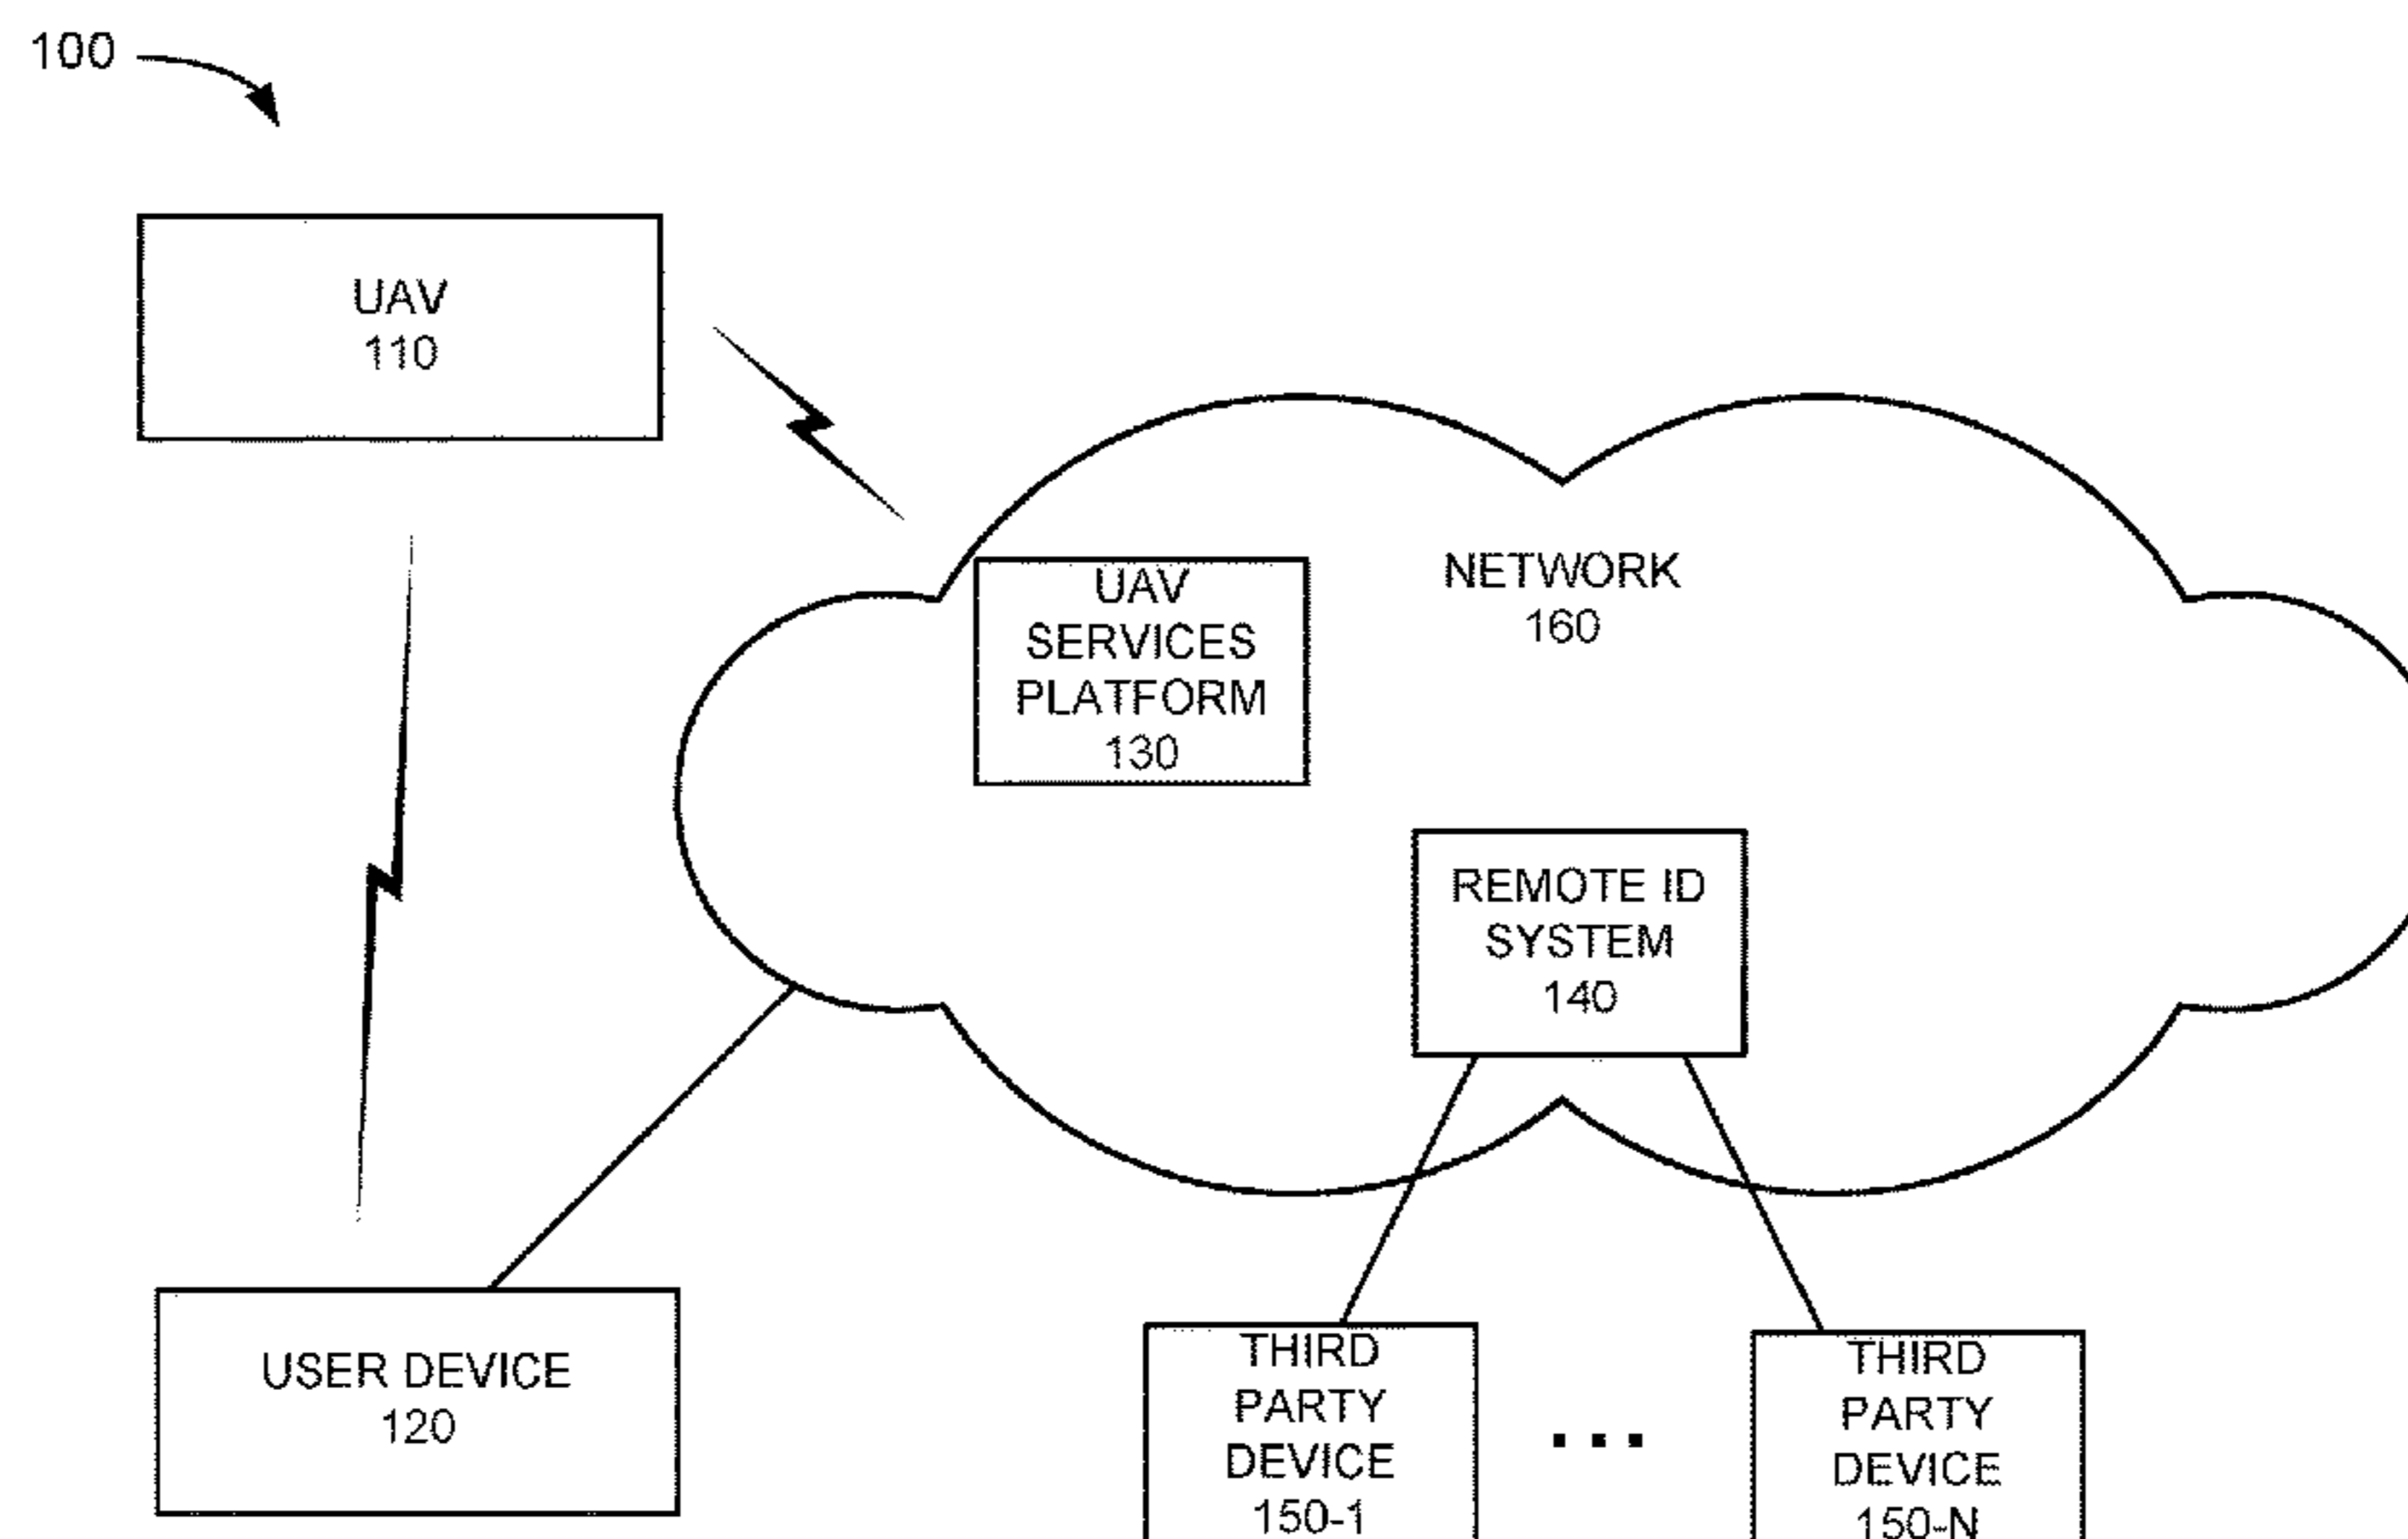 100
UAV
110
NETWORK
160
UAV
SERVICES
PLATFORM
130
REMOTE ID
SYSTEM
140
USER DEVICE
120
THIRD
PARTY
DEVICE
150-1
...
THIRD
PARTY
DEVICE
150-N